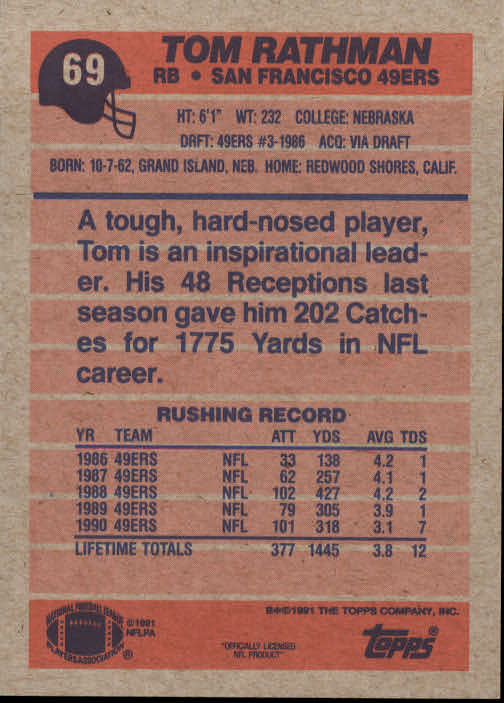 69
TOM RATHMAN
RB • SAN FRANCISCO 49ERS
HT: 6'1" WT: 232 COLLEGE: NEBRASKA
DRFT: 49ERS #3-1986 ACQ: VIA DRAFT
BORN: 10-7-62, GRAND ISLAND, NEB. HOME: REDWOOD SHORES, CALIF.
A tough, hard-nosed player,
Tom is an inspirational lead-
er. His 48 Receptions last
season gave him 202 Catch-
es for 1775 Yards in NFL
career.
RUSHING RECORD
YR TEAM ATT YDS AVG TDS
1986 49ERS NFL 33 138 4.2 1
1987 49ERS NFL 62 257 4.1 1
1988 49ERS NFL 102 427 4.2 2
1989 49ERS NFL 79 305 3.9 1
1990 49ERS NFL 101 318 3.1 7
LIFETIME TOTALS 377 1445 3.8 12
NATIONAL FOOTBALL LEAGUE
PLAYERS ASSOCIATION
®
©1991
NFLPA
"OFFICIALLY LICENSED
NFL PRODUCT"
©1991 THE TOPPS COMPANY, INC.
topps®